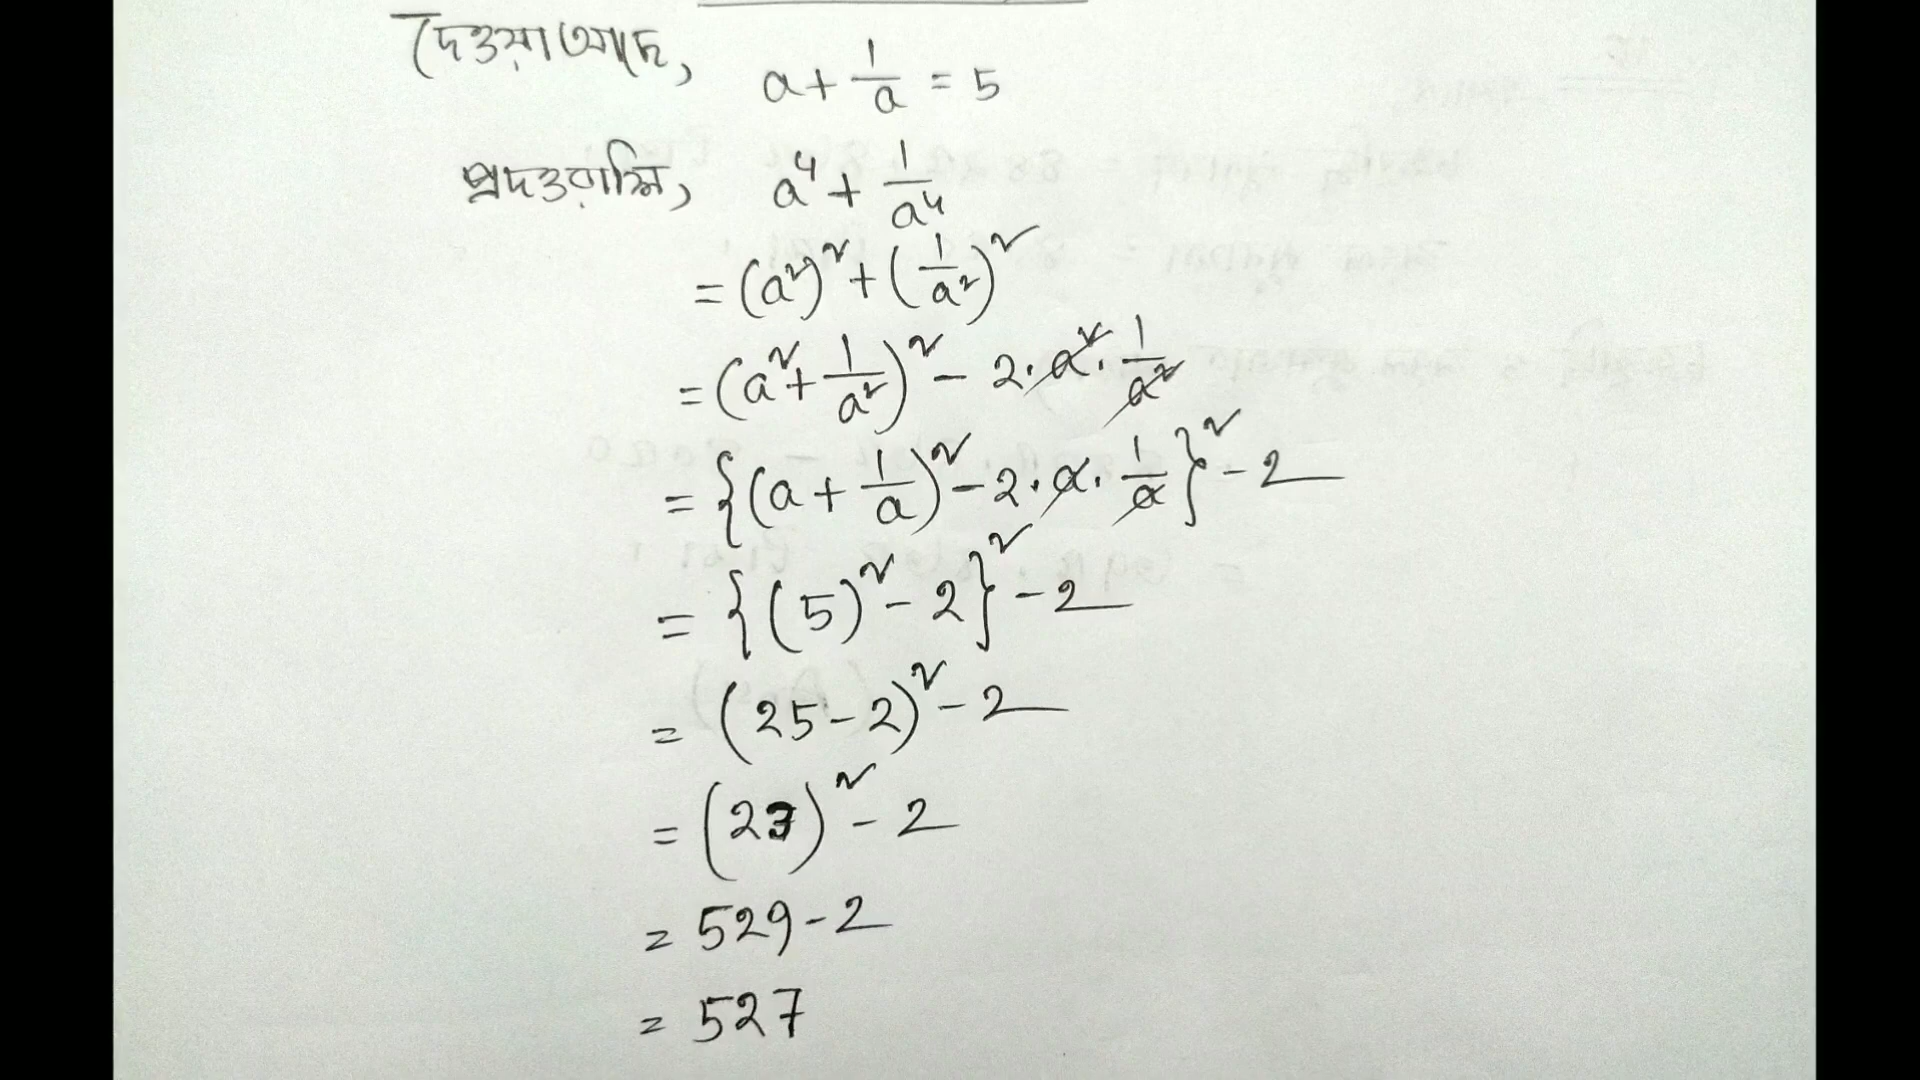 দেওয়া আছে, a + 1/a = 5
প্রদত্তরাশি, a⁴ + 1/a⁴
= (a²)² + (1/a²)²
= (a² + 1/a²)² - 2·a²·1/a²
= {(a + 1/a)² - 2·a·1/a}² - 2
= {(5)² - 2}² - 2
= (25 - 2)² - 2
= (23)² - 2
= 529 - 2
= 527